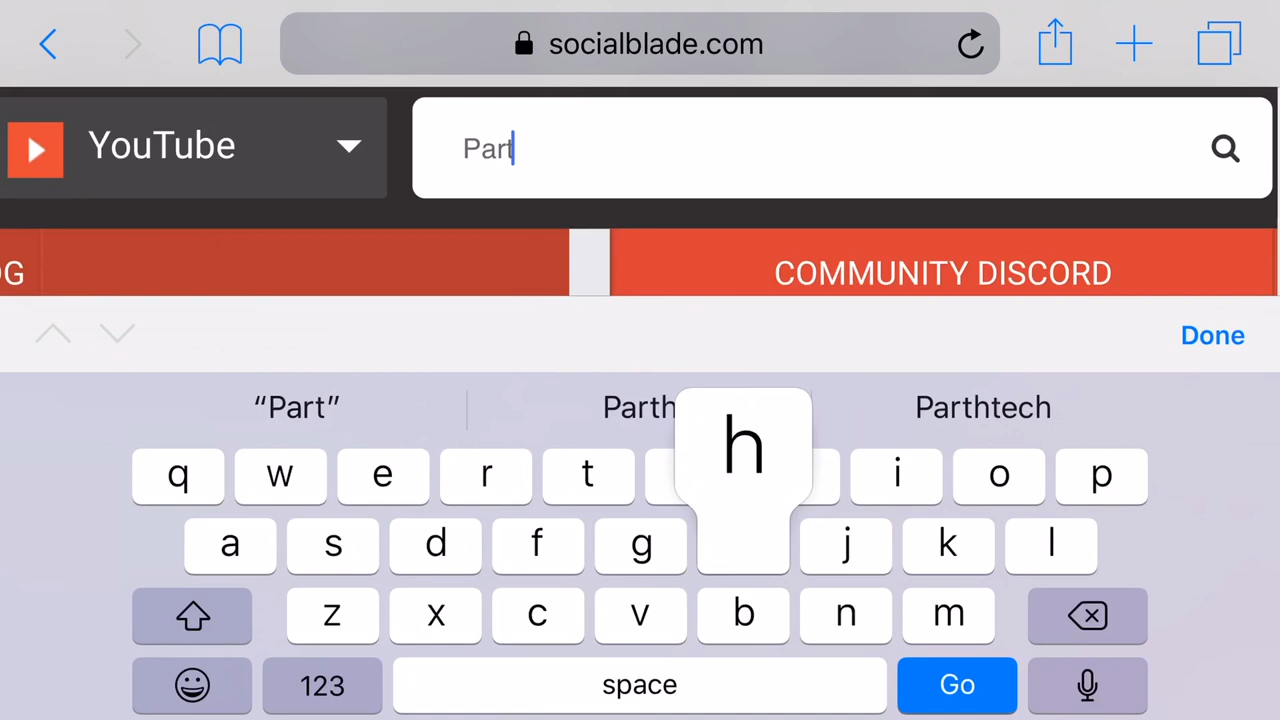 socialblade.com
YouTube
Part
OG
COMMUNITY DISCORD
Done
“Part” Parth Parthtech
h
q w e r t i o p
a s d f g j k l
z x c v b n m
123 space Go